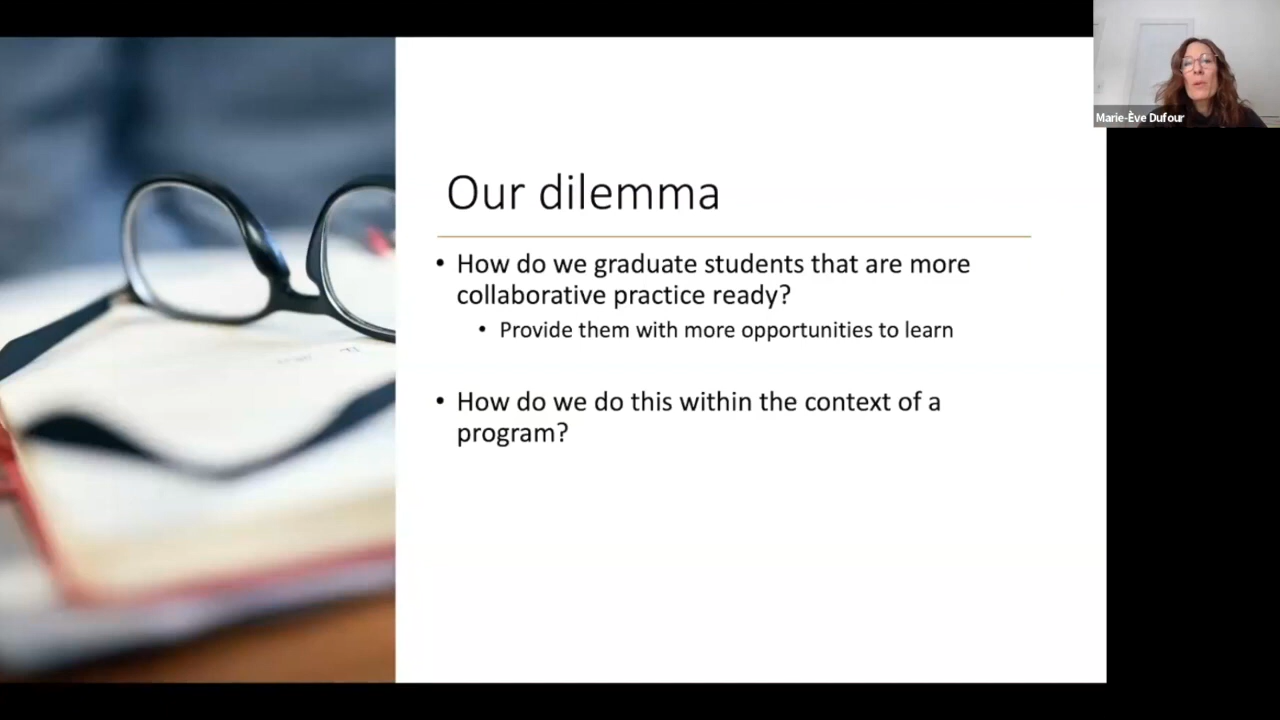 Marie-Ève Dufour
Our dilemma
• How do we graduate students that are more
collaborative practice ready?
• Provide them with more opportunities to learn
• How do we do this within the context of a
program?